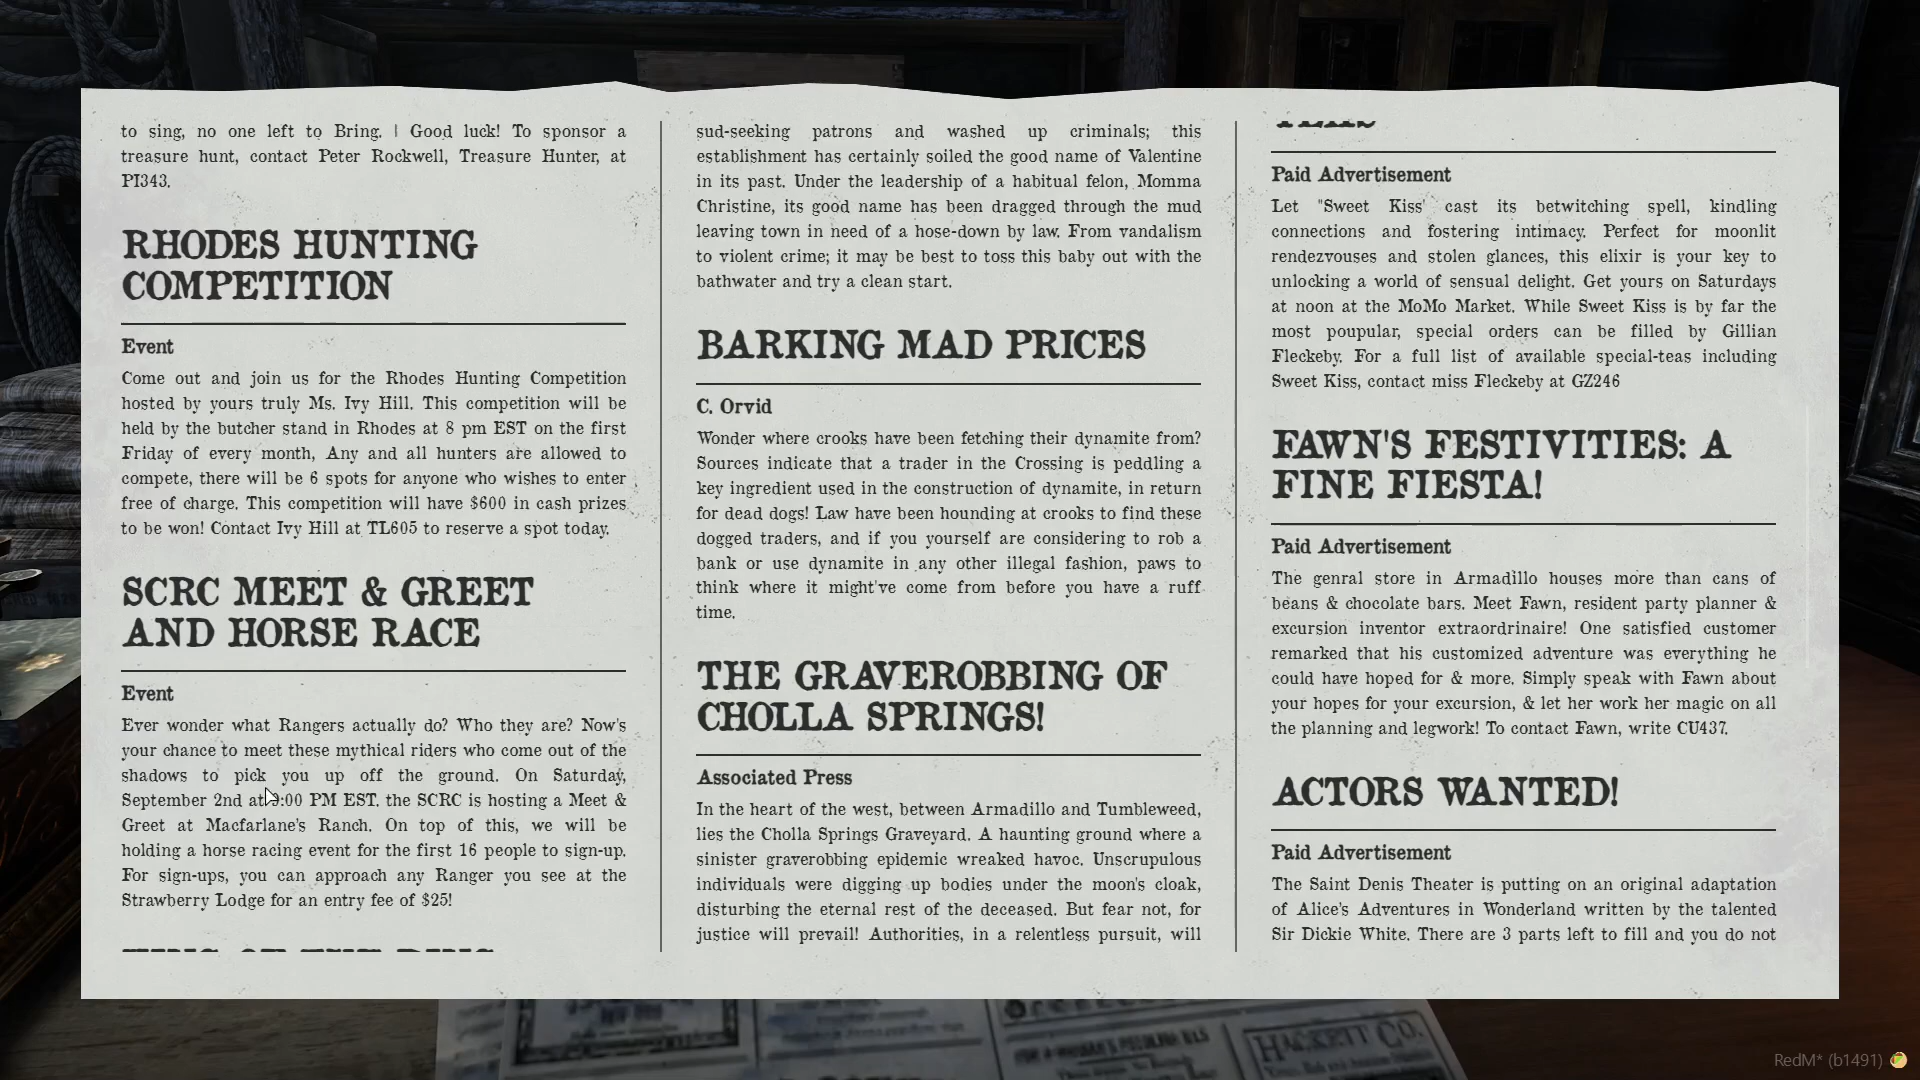 to sing, no one left to Bring. | Good luck! To sponsor a
treasure hunt, contact Peter Rockwell, Treasure Hunter, at
PI343.
RHODES HUNTING
COMPETITION
Event
Come out and join us for the Rhodes Hunting Competition
hosted by yours truly Ms. Ivy Hill. This competition will be
held by the butcher stand in Rhodes at 8 pm EST on the first
Friday of every month, Any and all hunters are allowed to
compete, there will be 6 spots for anyone who wishes to enter
free of charge. This competition will have $600 in cash prizes
to be won! Contact Ivy Hill at TL605 to reserve a spot today.
SCRC MEET & GREET
AND HORSE RACE
Event
Ever wonder what Rangers actually do? Who they are? Now's
your chance to meet these mythical riders who come out of the
shadows to pick you up off the ground. On Saturday,
September 2nd at :00 PM EST, the SCRC is hosting a Meet &
Greet at Macfarlane's Ranch. On top of this, we will be
holding a horse racing event for the first 16 people to sign-up.
For sign-ups, you can approach any Ranger you see at the
Strawberry Lodge for an entry fee of $25!
sud-seeking patrons and washed up criminals; this
establishment has certainly soiled the good name of Valentine
in its past. Under the leadership of a habitual felon, Momma
Christine, its good name has been dragged through the mud
leaving town in need of a hose-down by law. From vandalism
to violent crime; it may be best to toss this baby out with the
bathwater and try a clean start.
BARKING MAD PRICES
C. Orvid
Wonder where crooks have been fetching their dynamite from?
Sources indicate that a trader in the Crossing is peddling a
key ingredient used in the construction of dynamite, in return
for dead dogs! Law have been hounding at crooks to find these
dogged traders, and if you yourself are considering to rob a
bank or use dynamite in any other illegal fashion, paws to
think where it might've come from before you have a ruff
time.
THE GRAVEROBBING OF
CHOLLA SPRINGS!
Associated Press
In the heart of the west, between Armadillo and Tumbleweed,
lies the Cholla Springs Graveyard. A haunting ground where a
sinister graverobbing epidemic wreaked havoc. Unscrupulous
individuals were digging up bodies under the moon's cloak,
disturbing the eternal rest of the deceased. But fear not, for
justice will prevail! Authorities, in a relentless pursuit, will
Paid Advertisement
Let "Sweet Kiss' cast its betwitching spell, kindling
connections and fostering intimacy. Perfect for moonlit
rendezvouses and stolen glances, this elixir is your key to
unlocking a world of sensual delight. Get yours on Saturdays
at noon at the MoMo Market. While Sweet Kiss is by far the
most poupular, special orders can be filled by Gillian
Fleckeby. For a full list of available special-teas including
Sweet Kiss, contact miss Fleckeby at GZ246
FAWN'S FESTIVITIES: A
FINE FIESTA!
Paid Advertisement
The genral store in Armadillo houses more than cans of
beans & chocolate bars. Meet Fawn, resident party planner &
excursion inventor extraordrinaire! One satisfied customer
remarked that his customized adventure was everything he
could have hoped for & more. Simply speak with Fawn about
your hopes for your excursion, & let her work her magic on all
the planning and legwork! To contact Fawn, write CU437.
ACTORS WANTED!
Paid Advertisement
The Saint Denis Theater is putting on an original adaptation
of Alice's Adventures in Wonderland written by the talented
Sir Dickie White. There are 3 parts left to fill and you do not
HACKETT CO.
RedM* (b1491)